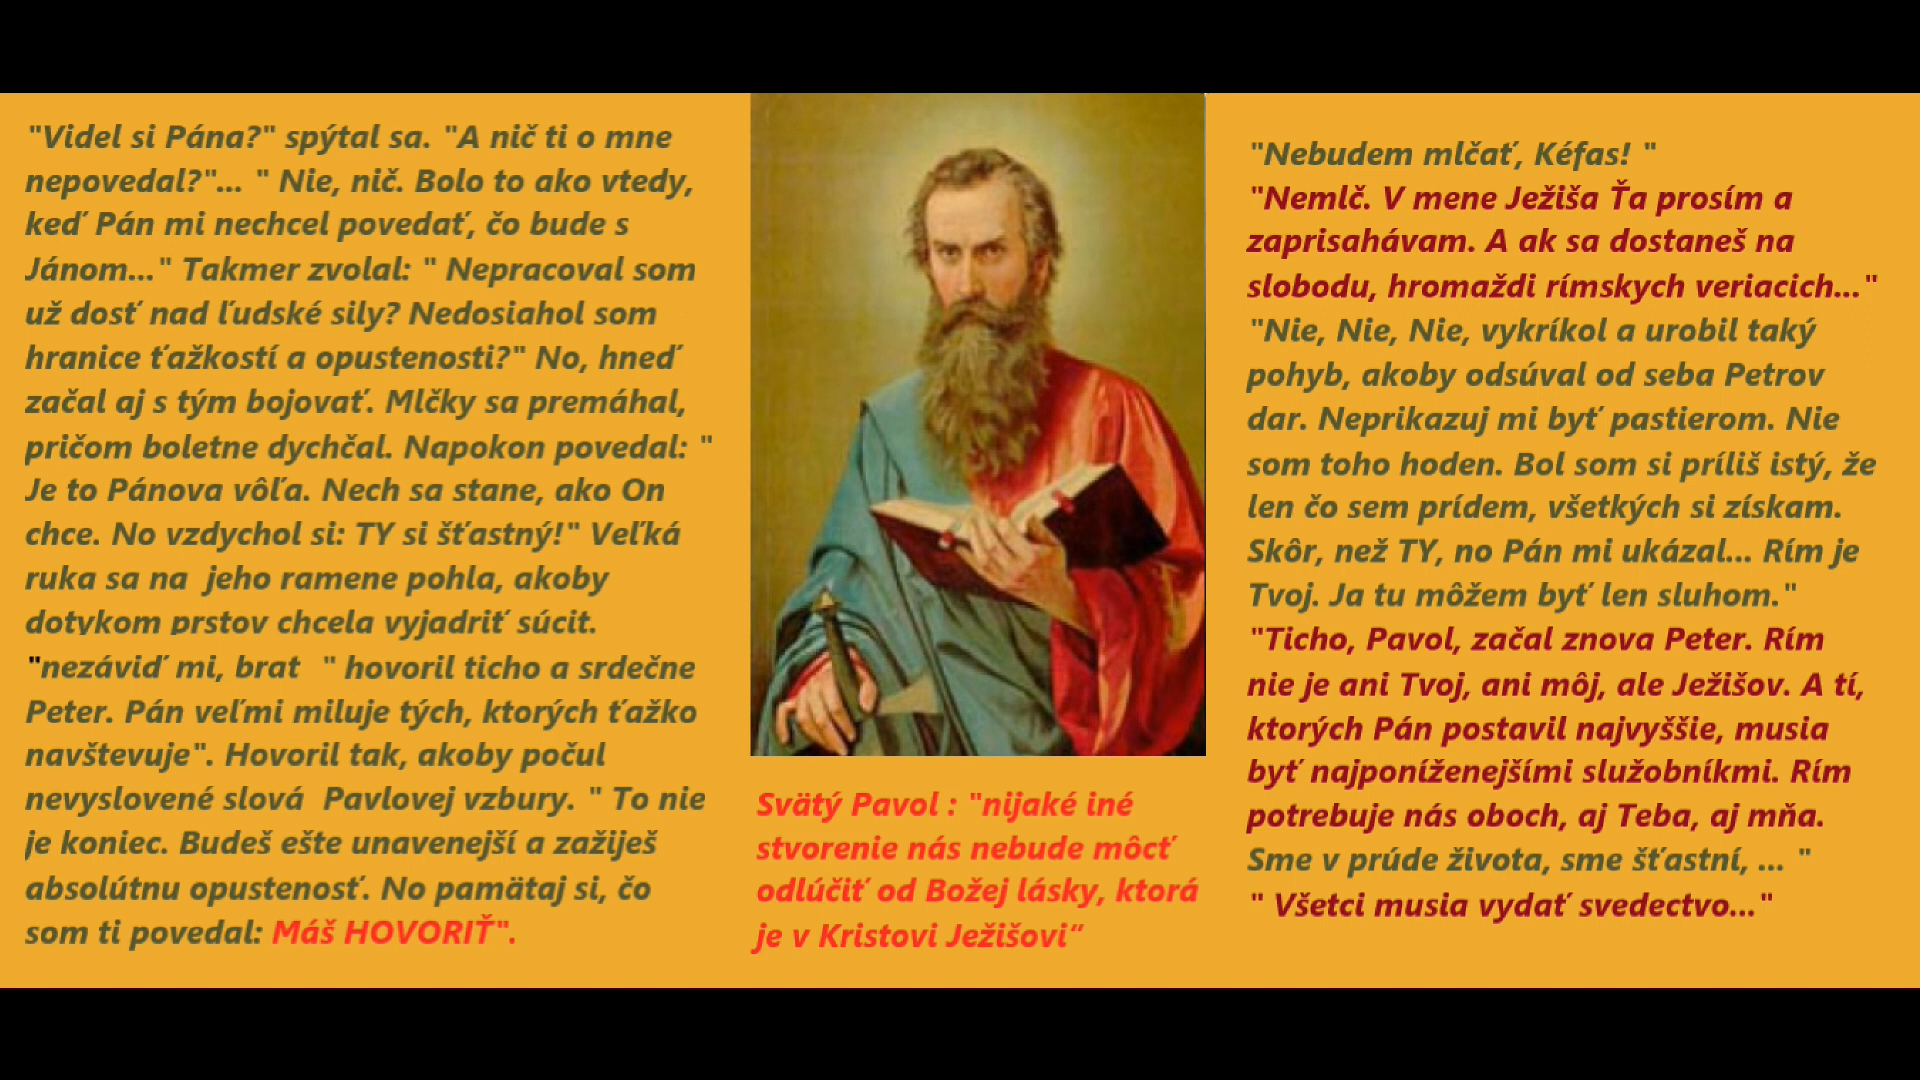 "Videl si Pána?" spýtal sa. "A nič ti o mne
nepovedal?"... " Nie, nič. Bolo to ako vtedy,
keď Pán mi nechcel povedať, čo bude s
Jánom..." Takmer zvolal: " Nepracoval som
už dosť nad ľudské sily? Nedosiahol som
hranice ťažkostí a opustenosti?" No, hneď
začal aj s tým bojovať. Mlčky sa premáhal,
pričom boletne dychčal. Napokon povedal: "
Je to Pánova vôľa. Nech sa stane, ako On
chce. No vzdychol si: TY si šťastný!" Veľká
ruka sa na  jeho ramene pohla, akoby
dotykom prstov chcela vyjadriť súcit.
"nezáviď mi, brat  " hovoril ticho a srdečne
Peter. Pán veľmi miluje tých, ktorých ťažko
navštevuje". Hovoril tak, akoby počul
nevyslovené slová  Pavlovej vzbury. " To nie
je koniec. Budeš ešte unavenejší a zažiješ
absolútnu opustenosť. No pamätaj si, čo
som ti povedal: Máš HOVORIŤ".
Svätý Pavol : "nijaké iné
stvorenie nás nebude môcť
odlúčiť od Božej lásky, ktorá
je v Kristovi Ježišovi”
"Nebudem mlčať, Kéfas! "
"Nemlč. V mene Ježiša Ťa prosím a
zaprisahávam. A ak sa dostaneš na
slobodu, hromaždi rímskych veriacich..."
"Nie, Nie, Nie, vykríkol a urobil taký
pohyb, akoby odsúval od seba Petrov
dar. Neprikazuj mi byť pastierom. Nie
som toho hoden. Bol som si príliš istý, že
len čo sem prídem, všetkých si získam.
Skôr, než TY, no Pán mi ukázal... Rím je
Tvoj. Ja tu môžem byť len sluhom."
"Ticho, Pavol, začal znova Peter. Rím
nie je ani Tvoj, ani môj, ale Ježišov. A tí,
ktorých Pán postavil najvyššie, musia
byť najponíženejšími služobníkmi. Rím
potrebuje nás oboch, aj Teba, aj mňa.
Sme v prúde života, sme šťastní, ... "
" Všetci musia vydať svedectvo..."